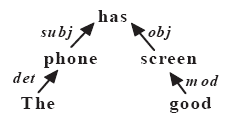 has
subj obj
phone screen
det mod
The good